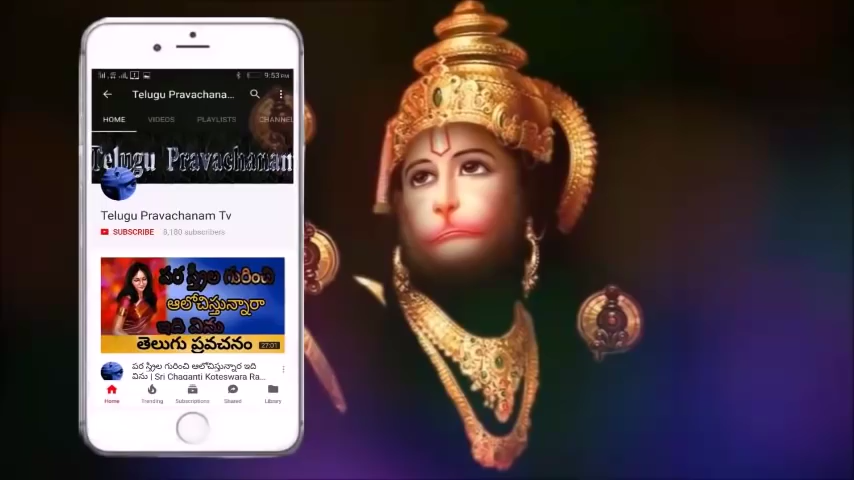 9:53 PM
Telugu Pravachana...
HOME VIDEOS PLAYLISTS CHANNEL
Telugu Pravachanam
Telugu Pravachanam Tv
SUBSCRIBE 8,180 subscribers
పర స్త్రీల గురించి
ఆలోచిస్తున్నారా
ఇది విను
తెలుగు ప్రవచనం 27:01
పర స్త్రీల గురించి ఆలోచిస్తున్నార ఇది
విను | Sri Chaganti Koteswara Ra...
Home Trending Subscriptions Shared Library